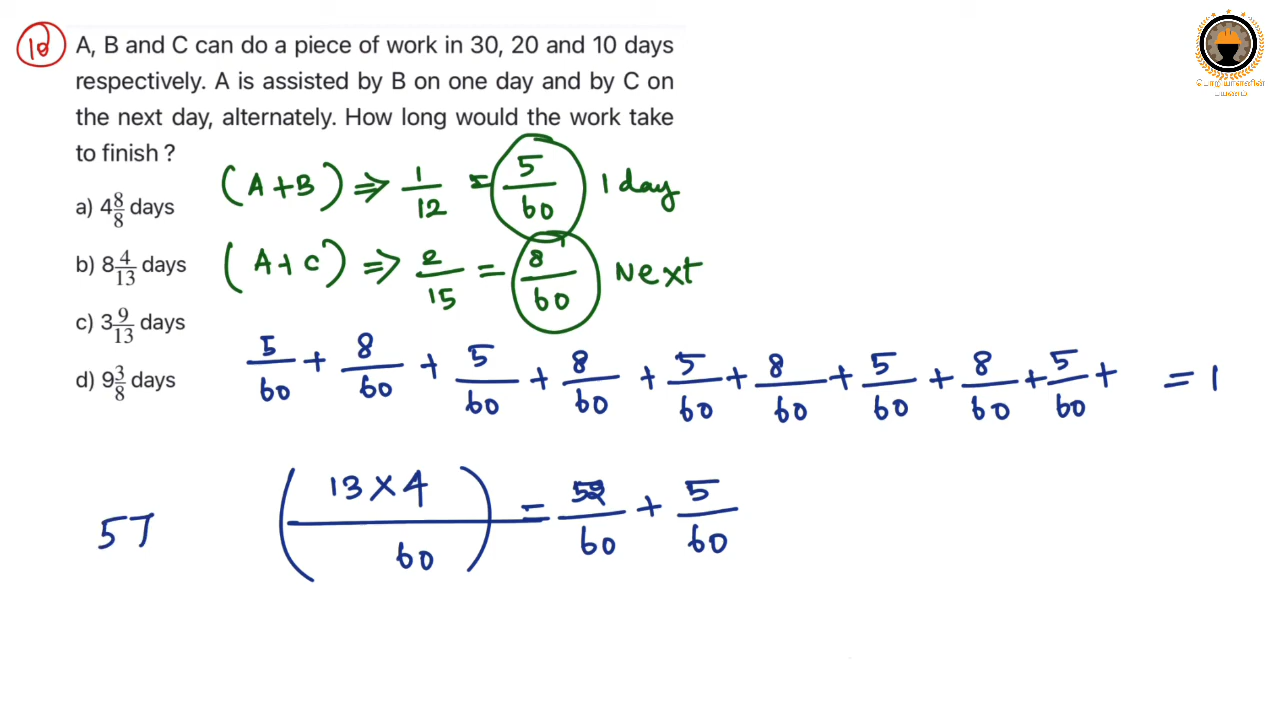 10
A, B and C can do a piece of work in 30, 20 and 10 days
respectively. A is assisted by B on one day and by C on
the next day, alternately. How long would the work take
to finish ?
(A+B) ⇒ 1/12 = 5/60 1 day
a) 4 8/8 days
(A+C) ⇒ 2/15 = 8/60 Next
b) 8 4/13 days
c) 3 9/13 days
5/60 + 8/60 + 5/60 + 8/60 + 5/60 + 8/60 + 5/60 + 8/60 + 5/60 + = 1
d) 9 3/8 days
57 (13×4/60) = 52/60 + 5/60
பொறியாளனின்
பயணம்